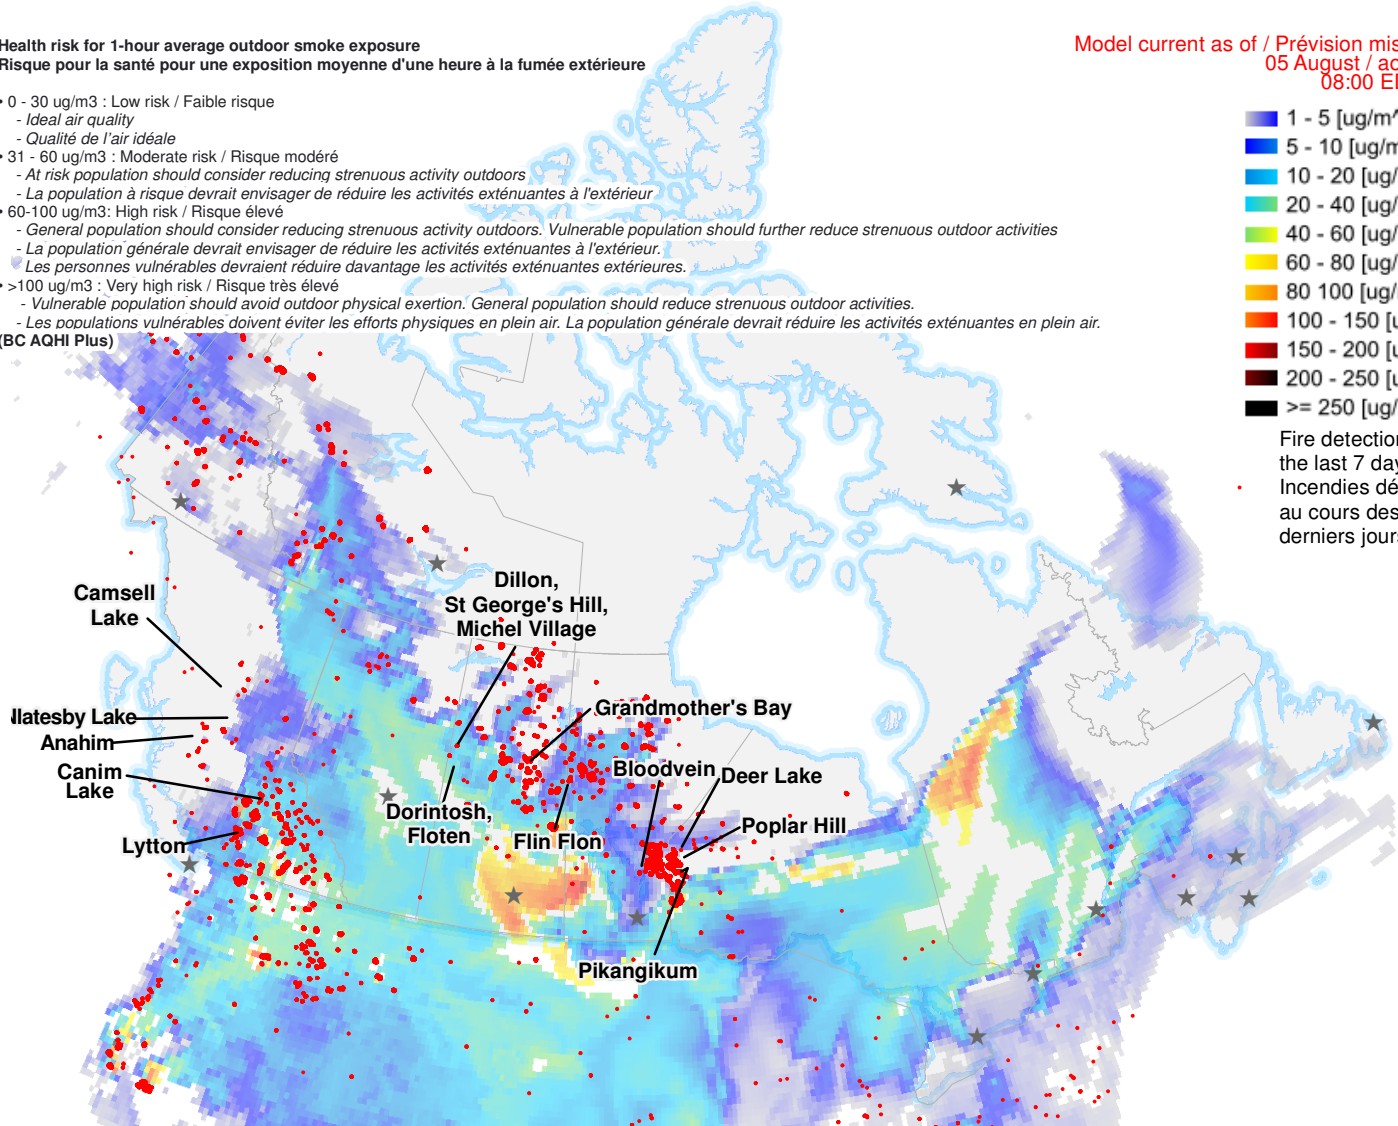 Health risk for 1-hour average outdoor smoke exposure
Risque pour la santé pour une exposition moyenne d'une heure à la fumée extérieure
• 0 - 30 ug/m3 : Low risk / Faible risque
- Ideal air quality
- Qualité de l'air idéale
• 31 - 60 ug/m3 : Moderate risk / Risque modéré
- At risk population should consider reducing strenuous activity outdoors
- La population à risque devrait envisager de réduire les activités exténuantes à l'extérieur
• 60-100 ug/m3: High risk / Risque élevé
- General population should consider reducing strenuous activity outdoors. Vulnerable population should further reduce strenuous outdoor activities
- La population générale devrait envisager de réduire les activités exténuantes à l'extérieur.
Les personnes vulnérables devraient réduire davantage les activités exténuantes extérieures.
• >100 ug/m3 : Very high risk / Risque très élevé
- Vulnerable population should avoid outdoor physical exertion. General population should reduce strenuous outdoor activities.
- Les populations vulnérables doivent éviter les efforts physiques en plein air. La population générale devrait réduire les activités exténuantes en plein air.
(BC AQHI Plus)
Model current as of / Prévision mis
05 August / ao
08:00 E
1 - 5 [ug/m^
5 - 10 [ug/m
10 - 20 [ug/
20 - 40 [ug/
40 - 60 [ug/
60 - 80 [ug/
80 100 [ug/
100 - 150 [u
150 - 200 [u
200 - 250 [u
>= 250 [ug/
Fire detection
the last 7 day
Incendies dé
au cours des
derniers jours
Camsell
Lake
Dillon,
St George's Hill,
Michel Village
Grandmother's Bay
llatesby Lake
Anahim
Canim
Lake
Lytton
Dorintosh,
Floten
Flin Flon
Bloodvein
Deer Lake
Poplar Hill
Pikangikum